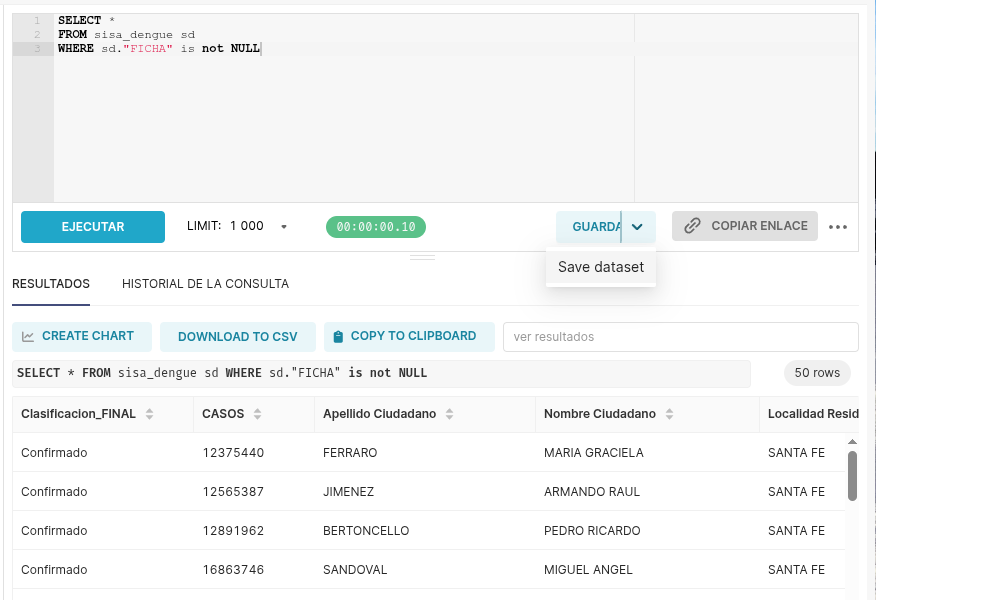 1 SELECT *
2 FROM sisa_dengue sd
3 WHERE sd."FICHA" is not NULL
EJECUTAR LIMIT: 1 000 00:00:00.10 GUARDA COPIAR ENLACE
Save dataset
RESULTADOS HISTORIAL DE LA CONSULTA
CREATE CHART DOWNLOAD TO CSV COPY TO CLIPBOARD ver resultados
SELECT * FROM sisa_dengue sd WHERE sd."FICHA" is not NULL 50 rows
Clasificacion_FINAL CASOS Apellido Ciudadano Nombre Ciudadano Localidad Resid
Confirmado 12375440 FERRARO MARIA GRACIELA SANTA FE
Confirmado 12565387 JIMENEZ ARMANDO RAUL SANTA FE
Confirmado 12891962 BERTONCELLO PEDRO RICARDO SANTA FE
Confirmado 16863746 SANDOVAL MIGUEL ANGEL SANTA FE